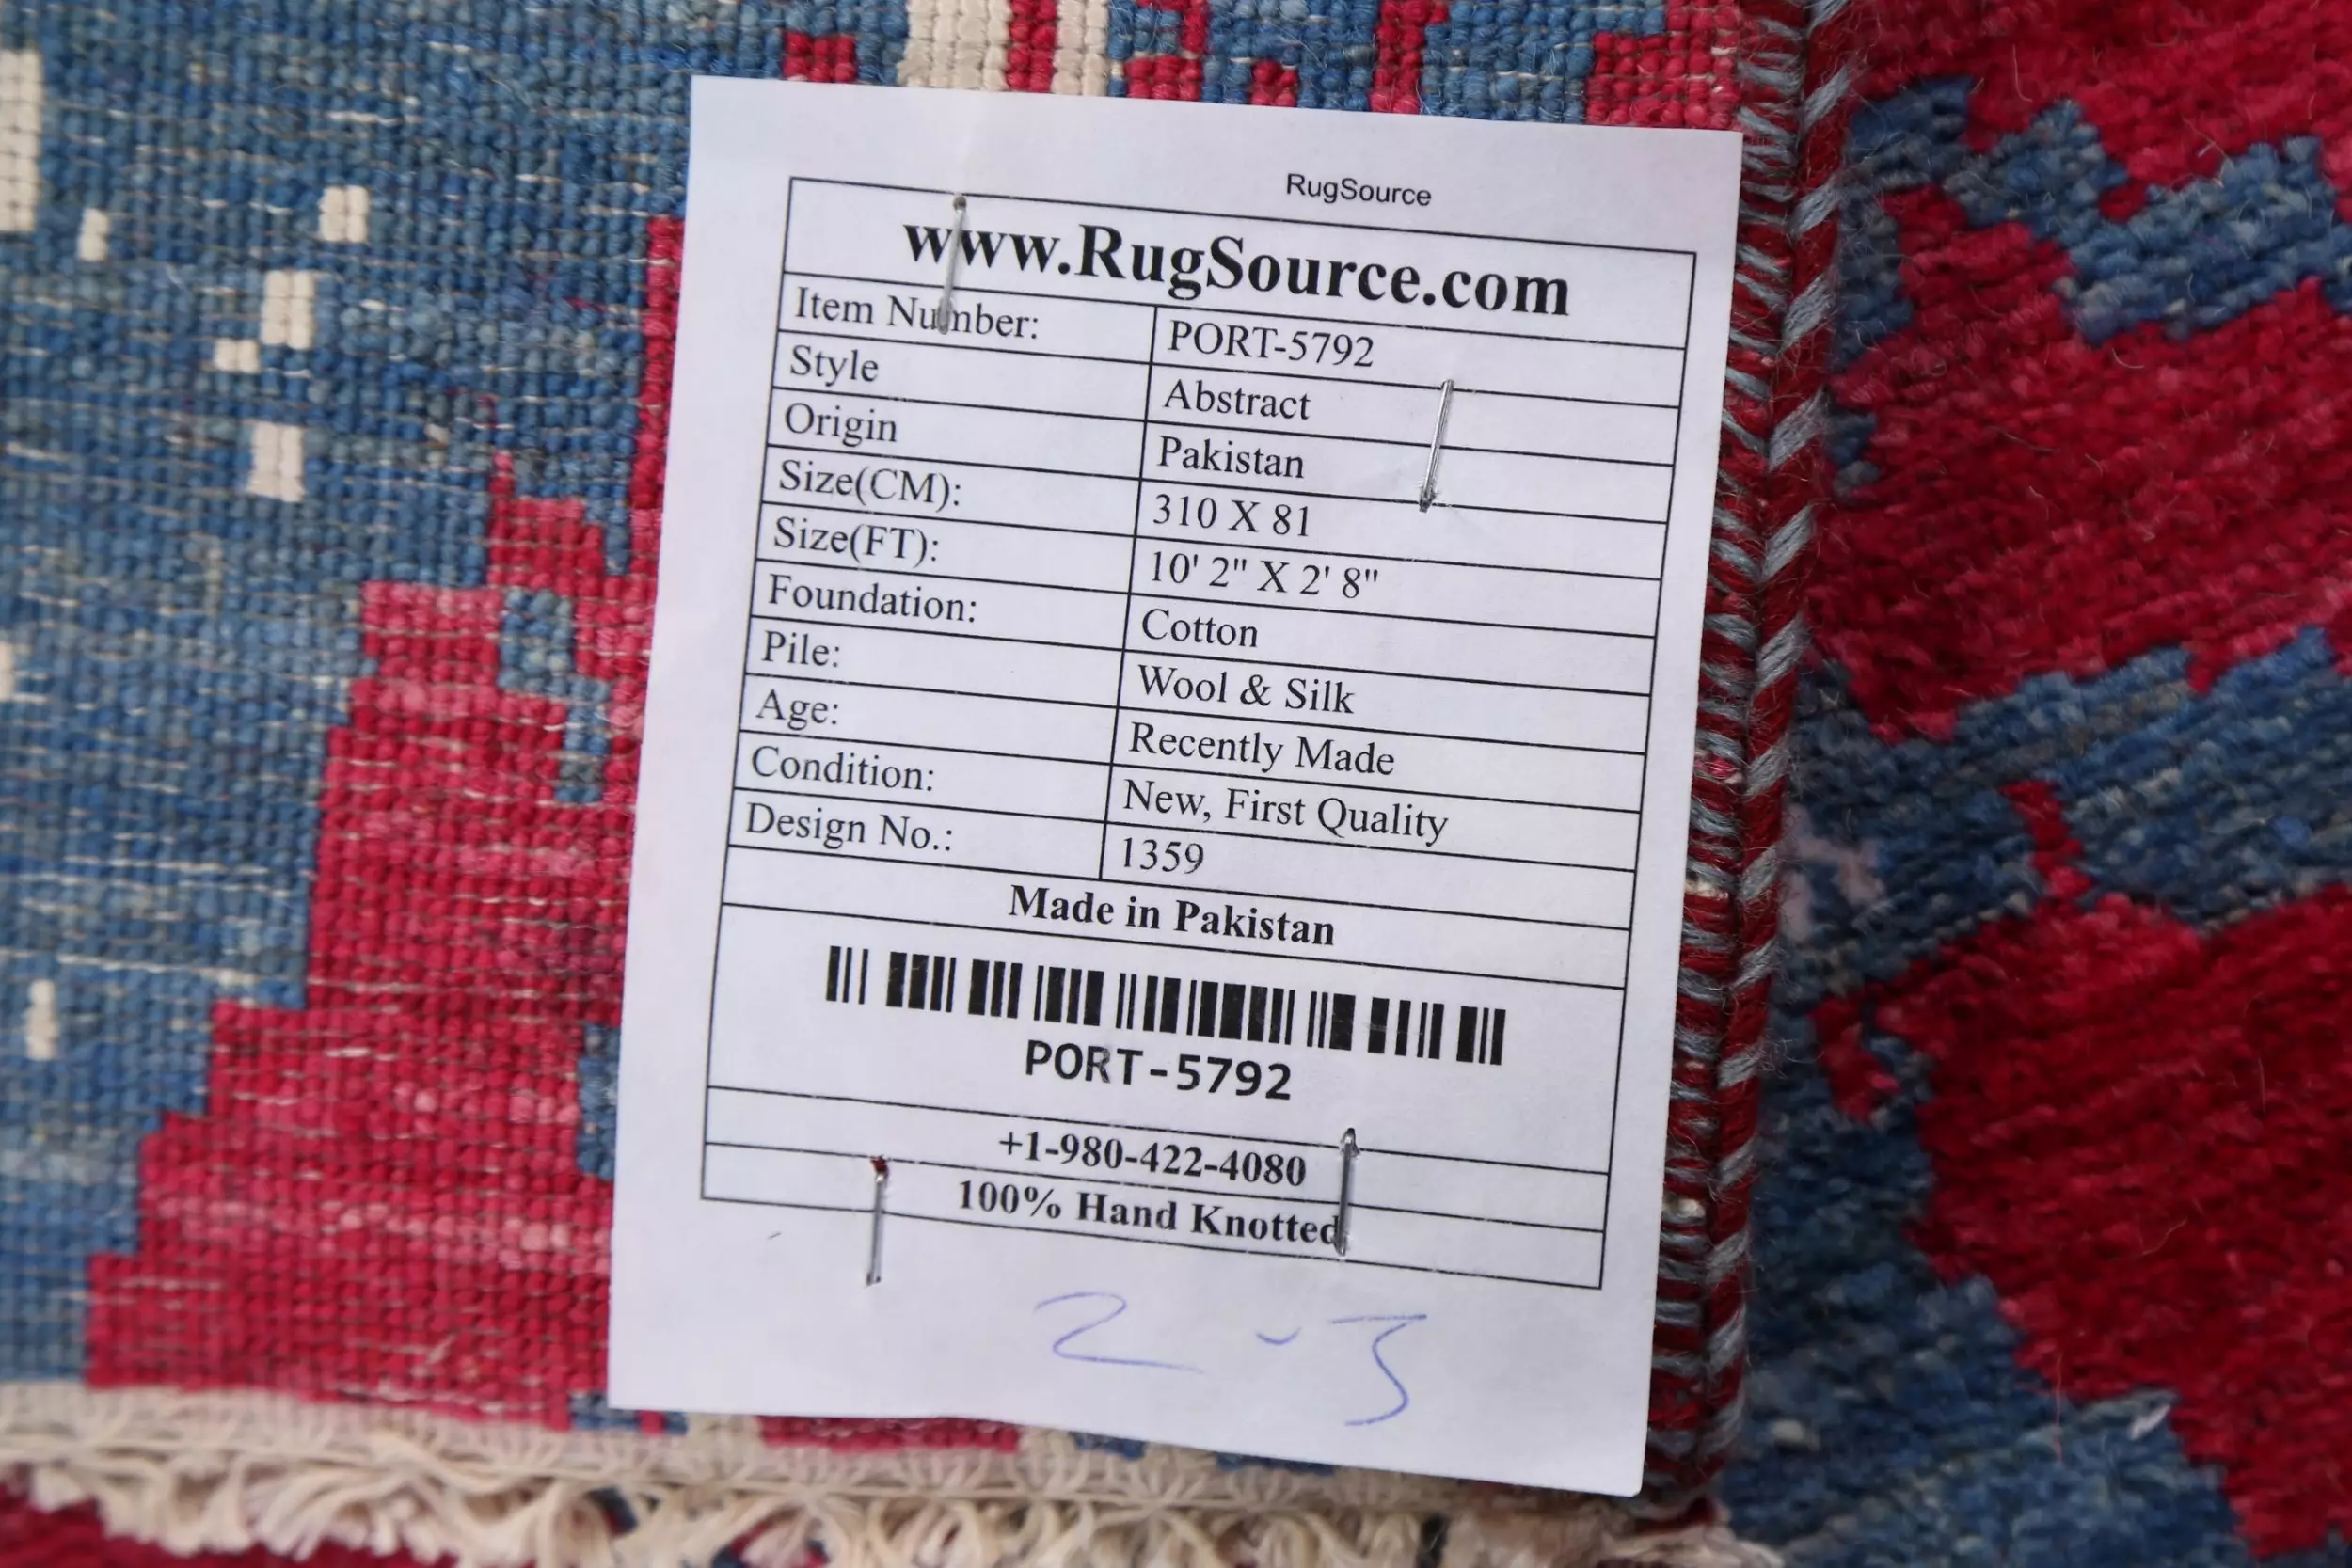 RugSource
www.RugSource.com
Item Number: PORT-5792
Style Abstract
Origin Pakistan
Size(CM): 310 X 81
Size(FT): 10' 2" X 2' 8"
Foundation: Cotton
Pile: Wool & Silk
Age: Recently Made
Condition: New, First Quality
Design No.: 1359
Made in Pakistan
PORT-5792
+1-980-422-4080
100% Hand Knotted
2-3